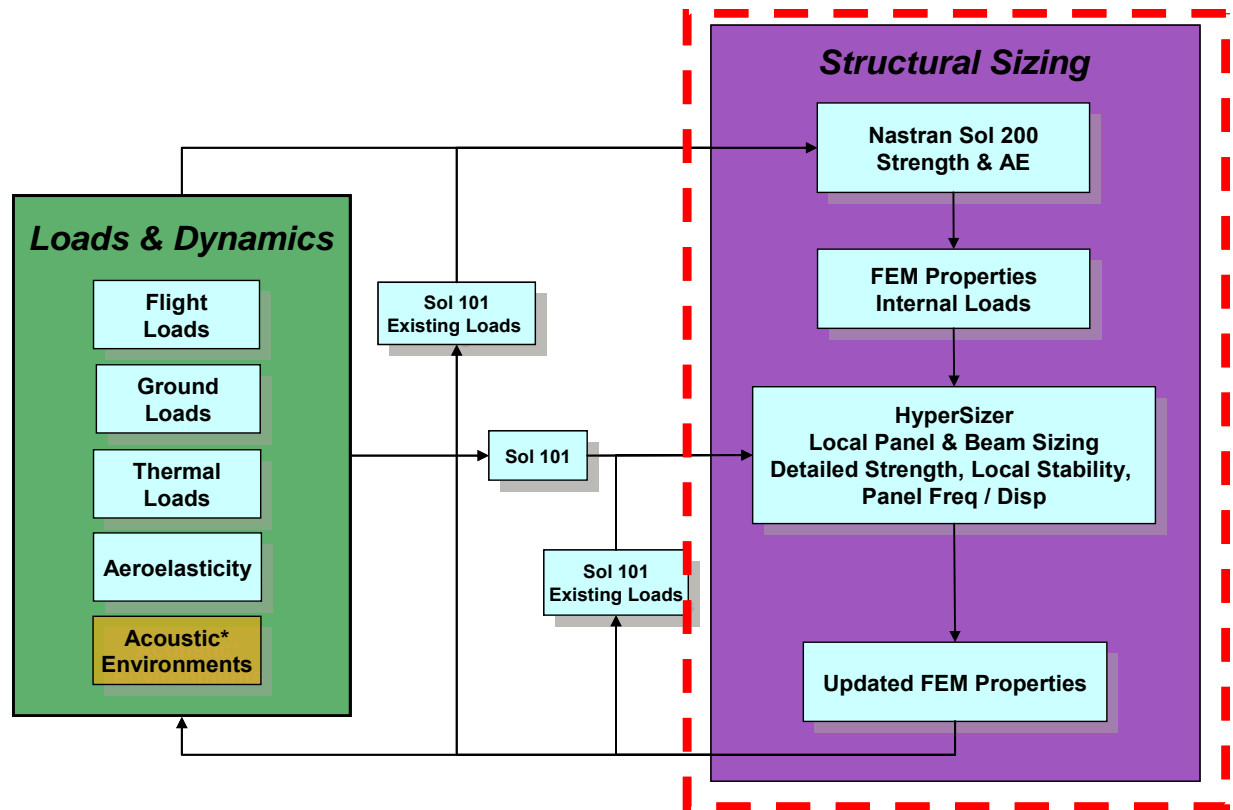 Loads & Dynamics
Flight
Loads
Ground
Loads
Thermal
Loads
Aeroelasticity
Acoustic*
Environments
Sol 101
Existing Loads
Sol 101
Sol 101
Existing Loads
Structural Sizing
Nastran Sol 200
Strength & AE
FEM Properties
Internal Loads
HyperSizer
Local Panel & Beam Sizing
Detailed Strength, Local Stability,
Panel Freq / Disp
Updated FEM Properties